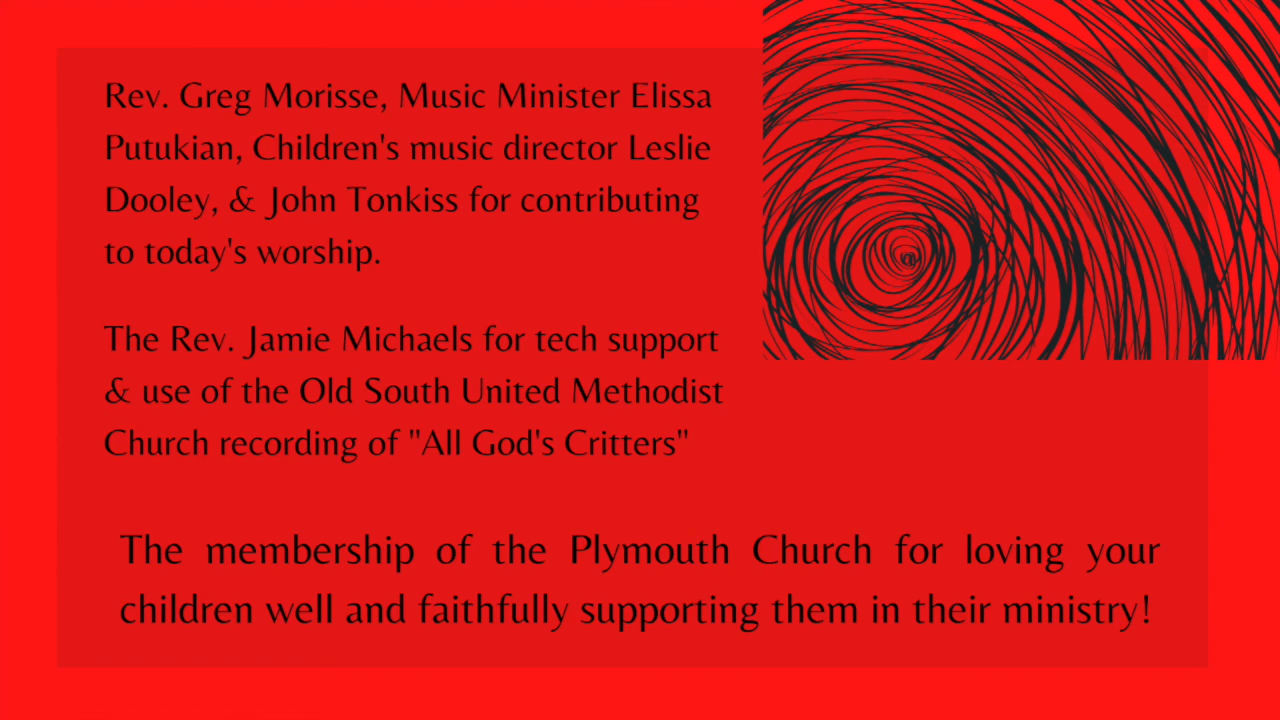 Rev. Greg Morisse, Music Minister Elissa
Putukian, Children's music director Leslie
Dooley, & John Tonkiss for contributing
to today's worship.
The Rev. Jamie Michaels for tech support
& use of the Old South United Methodist
Church recording of "All God's Critters"
The membership of the Plymouth Church for loving your
children well and faithfully supporting them in their ministry!